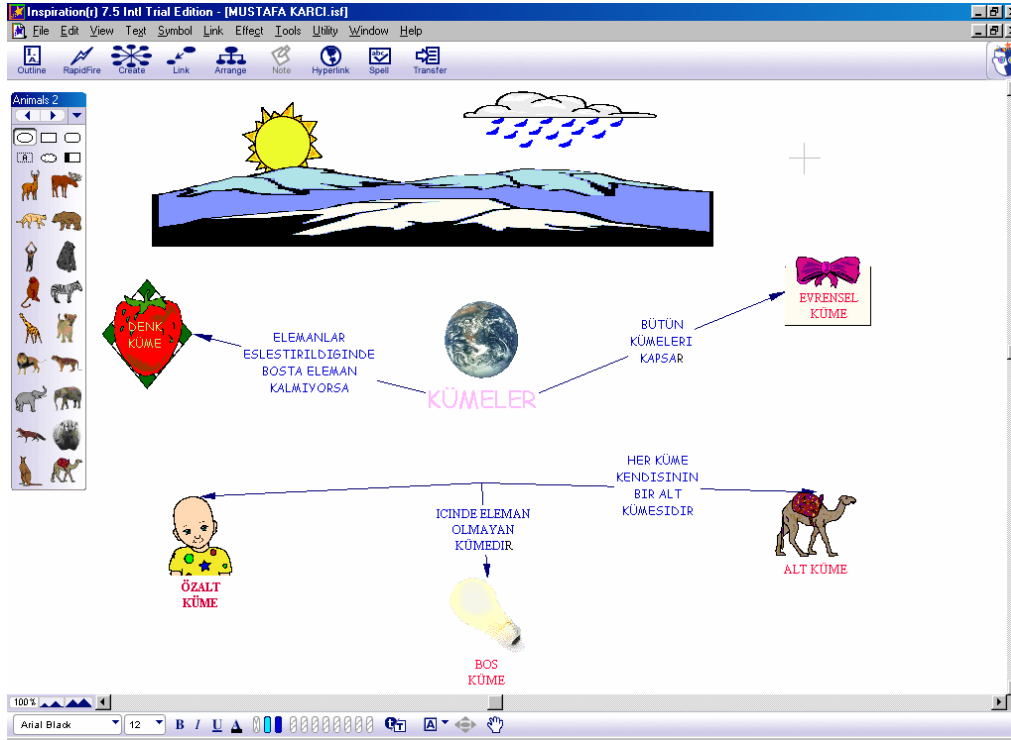 Inspiration(r) 7.5 Intl Trial Edition - [MUSTAFA KARCI.isf]
File Edit View Text Symbol Link Effect Tools Utility Window Help
Outline RapidFire Create Link Arrange Note Hyperlink Spell Transfer
Animals 2
DENK
KÜME
ELEMANLAR
ESLESTIRILDIGINDE
BOSTA ELEMAN
KALMIYORSA
KÜMELER
BÜTÜN
KÜMELERI
KAPSAR
EVRENSEL
KÜME
HER KÜME
KENDISININ
BIR ALT
KÜMESIDIR
ICINDE ELEMAN
OLMAYAN
KÜMEDIR
ÖZALT
KÜME
ALT KÜME
BOS
KÜME
100 %
Arial Black 12 B I U A